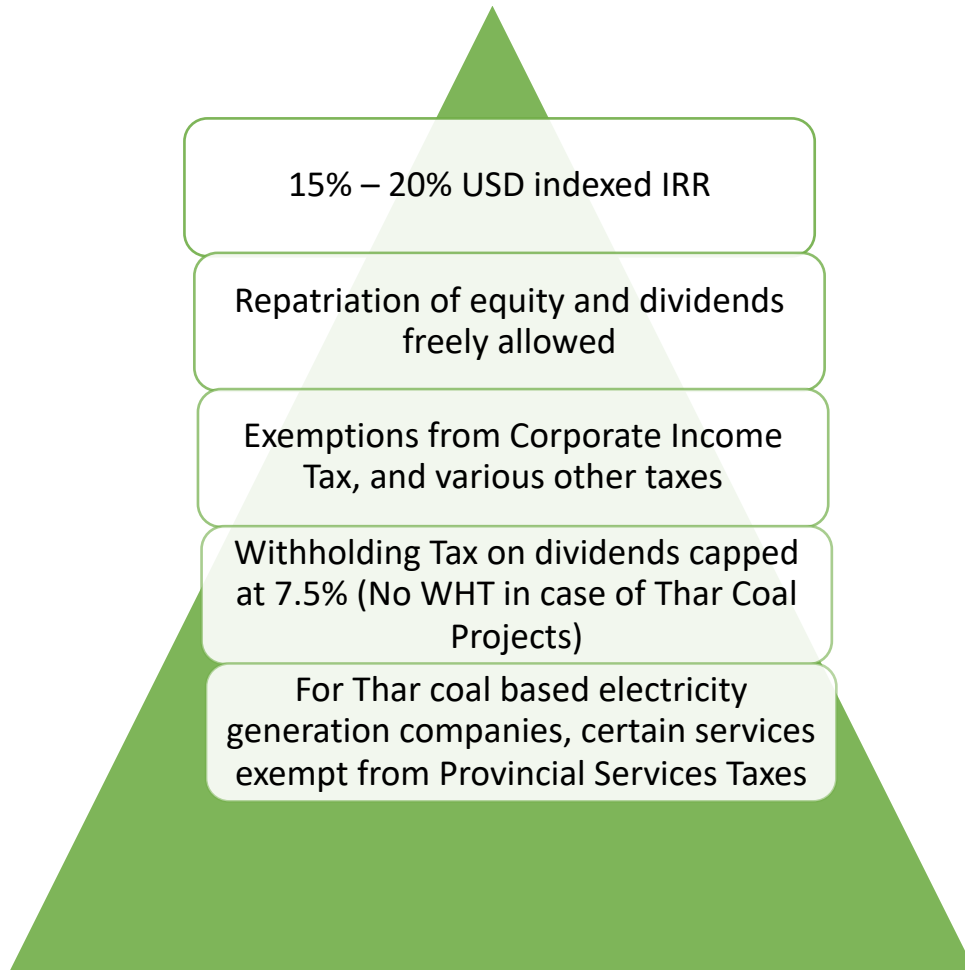 15% – 20% USD indexed IRR
Repatriation of equity and dividends
freely allowed
Exemptions from Corporate Income
Tax, and various other taxes
Withholding Tax on dividends capped
at 7.5% (No WHT in case of Thar Coal
Projects)
For Thar coal based electricity
generation companies, certain services
exempt from Provincial Services Taxes